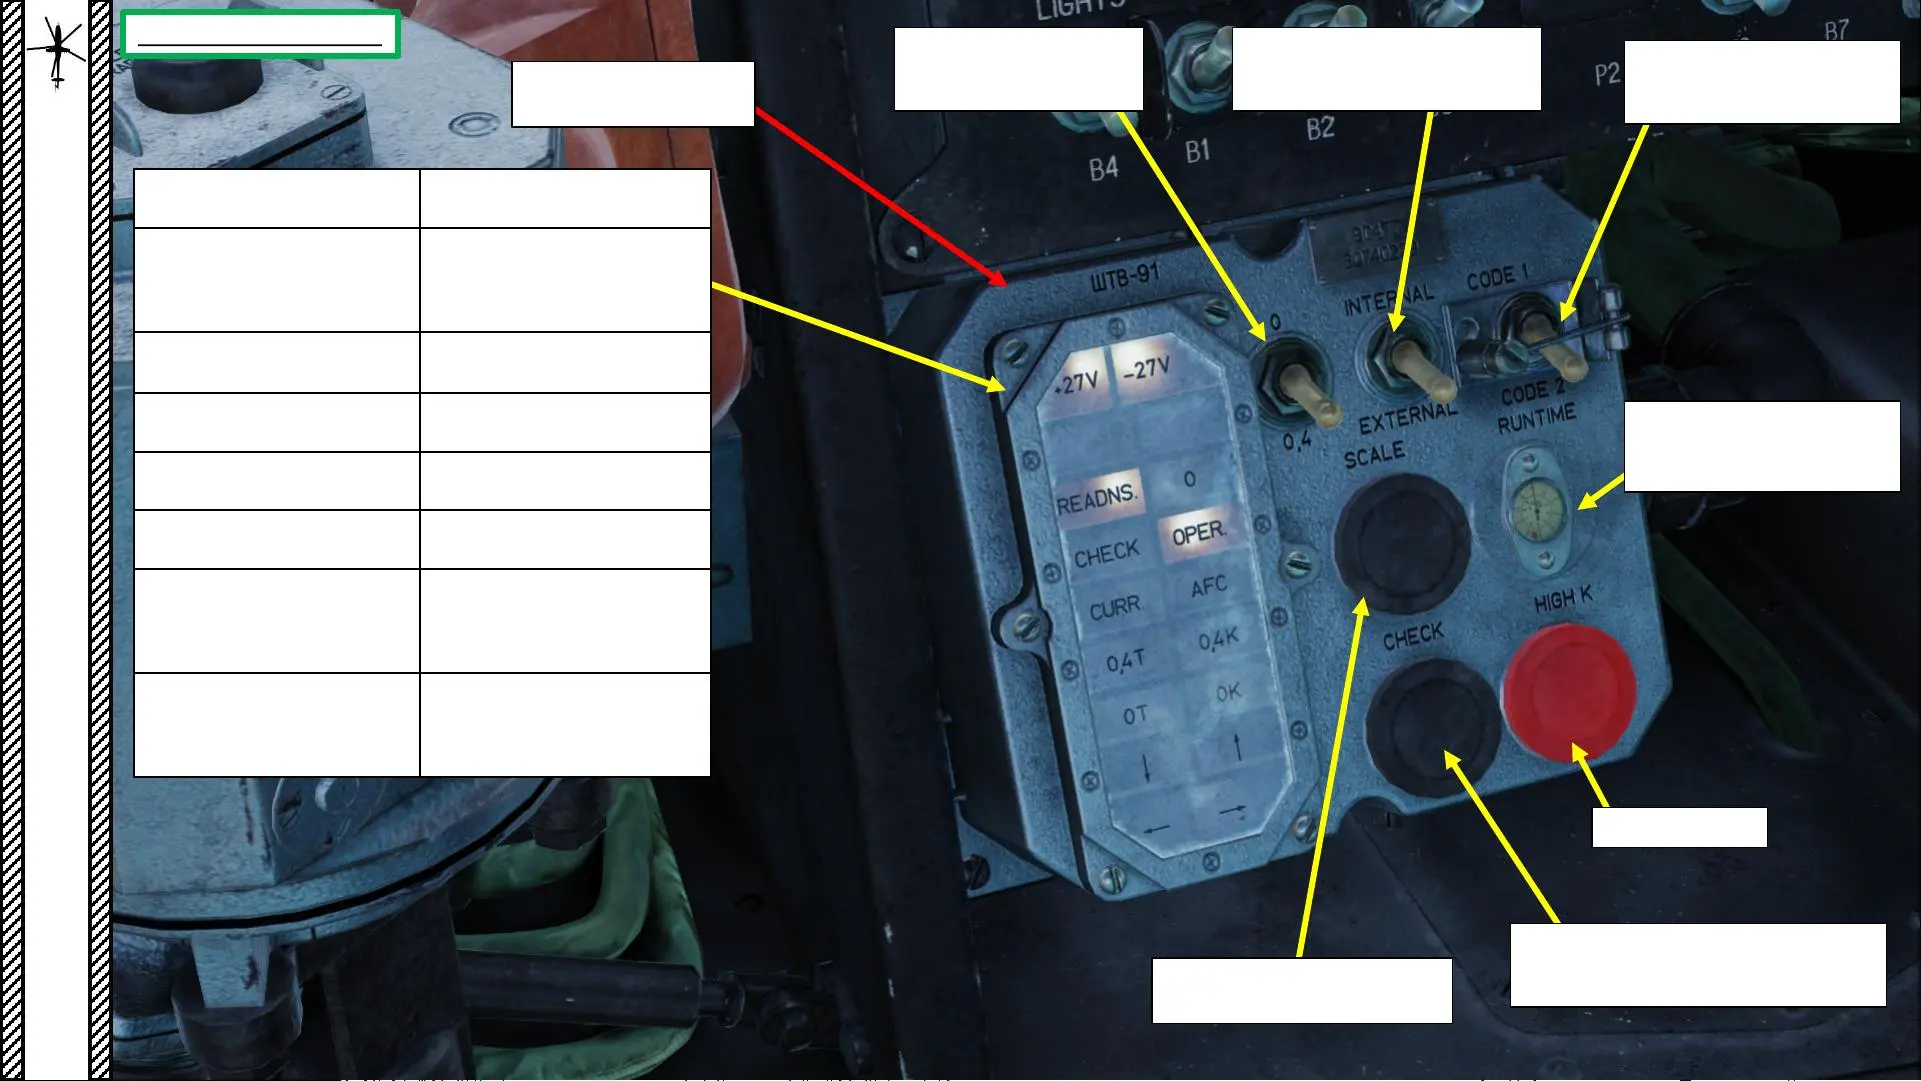 LIGHTS
B7
P2
B2
B1
B4
ШТВ-91
CODE 1
INTERNAL
0
+27V -27V
CODE 2
EXTERNAL
RUNTIME
0,4
SCALE
READNS. 0
OPER.
CHECK
AFC
CURR.
HIGH K
CHECK
0,4T 0,4K
0K
0T
↓ ↑
← →